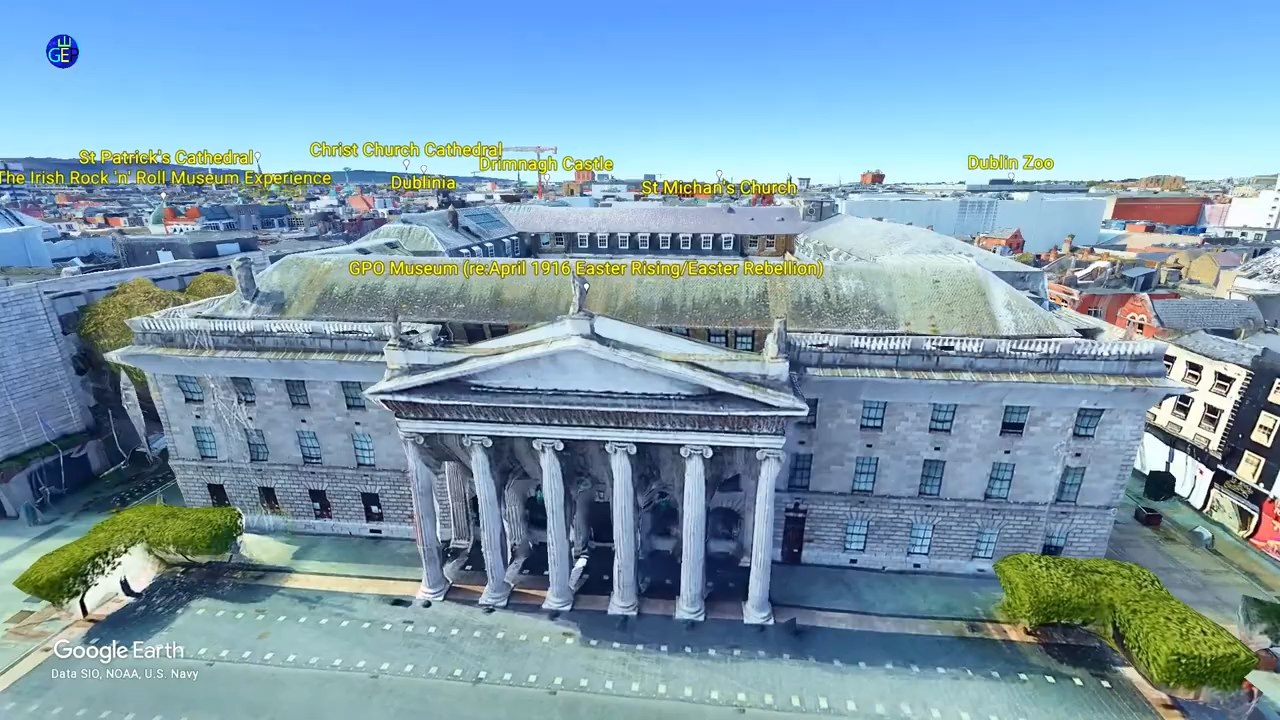 GEP
St Patrick's Cathedral
Christ Church Cathedral
Drimnagh Castle
Dublin Zoo
The Irish Rock 'n' Roll Museum Experience
Dublinia
St Michan's Church
GPO Museum (re:April 1916 Easter Rising/Easter Rebellion)
Google Earth
Data SIO, NOAA, U.S. Navy